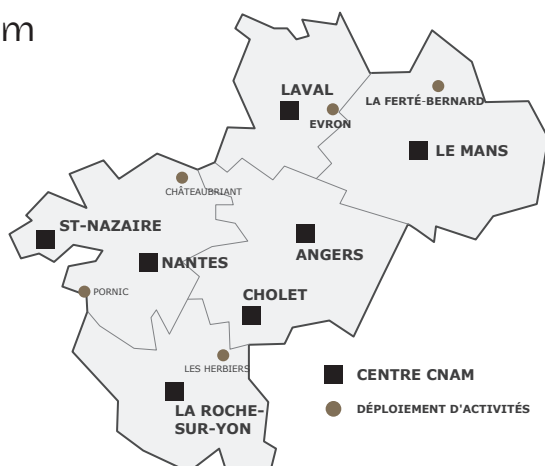 m
LAVAL
EVRON
LA FERTÉ-BERNARD
LE MANS
CHÂTEAUBRIANT
ST-NAZAIRE
NANTES
ANGERS
PORNIC
CHOLET
LES HERBIERS
LA ROCHE-
SUR-YON
CENTRE CNAM
DÉPLOIEMENT D'ACTIVITÉS